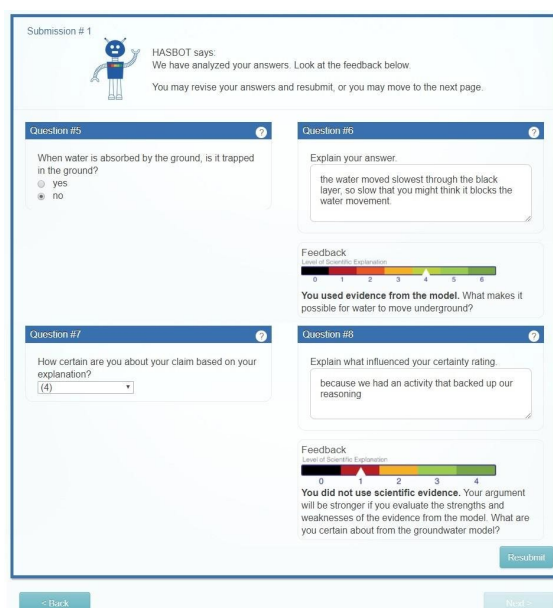 Submission # 1
HASBOT says:
We have analyzed your answers. Look at the feedback below.
You may revise your answers and resubmit, or you may move to the next page.
Question #5
?
When water is absorbed by the ground, is it trapped
in the ground?
yes
no
Question #6
?
Explain your answer.
the water moved slowest through the black
layer, so slow that you might think it blocks the
water movement.
Feedback
Level of Scientific Explanation
0 1 2 3 4 5 6
You used evidence from the model. What makes it
possible for water to move underground?
Question #7
?
How certain are you about your claim based on your
explanation?
(4)
Question #8
?
Explain what influenced your certainty rating.
because we had an activity that backed up our
reasoning
Feedback
Level of Scientific Explanation
0 1 2 3 4
You did not use scientific evidence. Your argument
will be stronger if you evaluate the strengths and
weaknesses of the evidence from the model. What are
you certain about from the groundwater model?
Resubmit
< Back
Next >